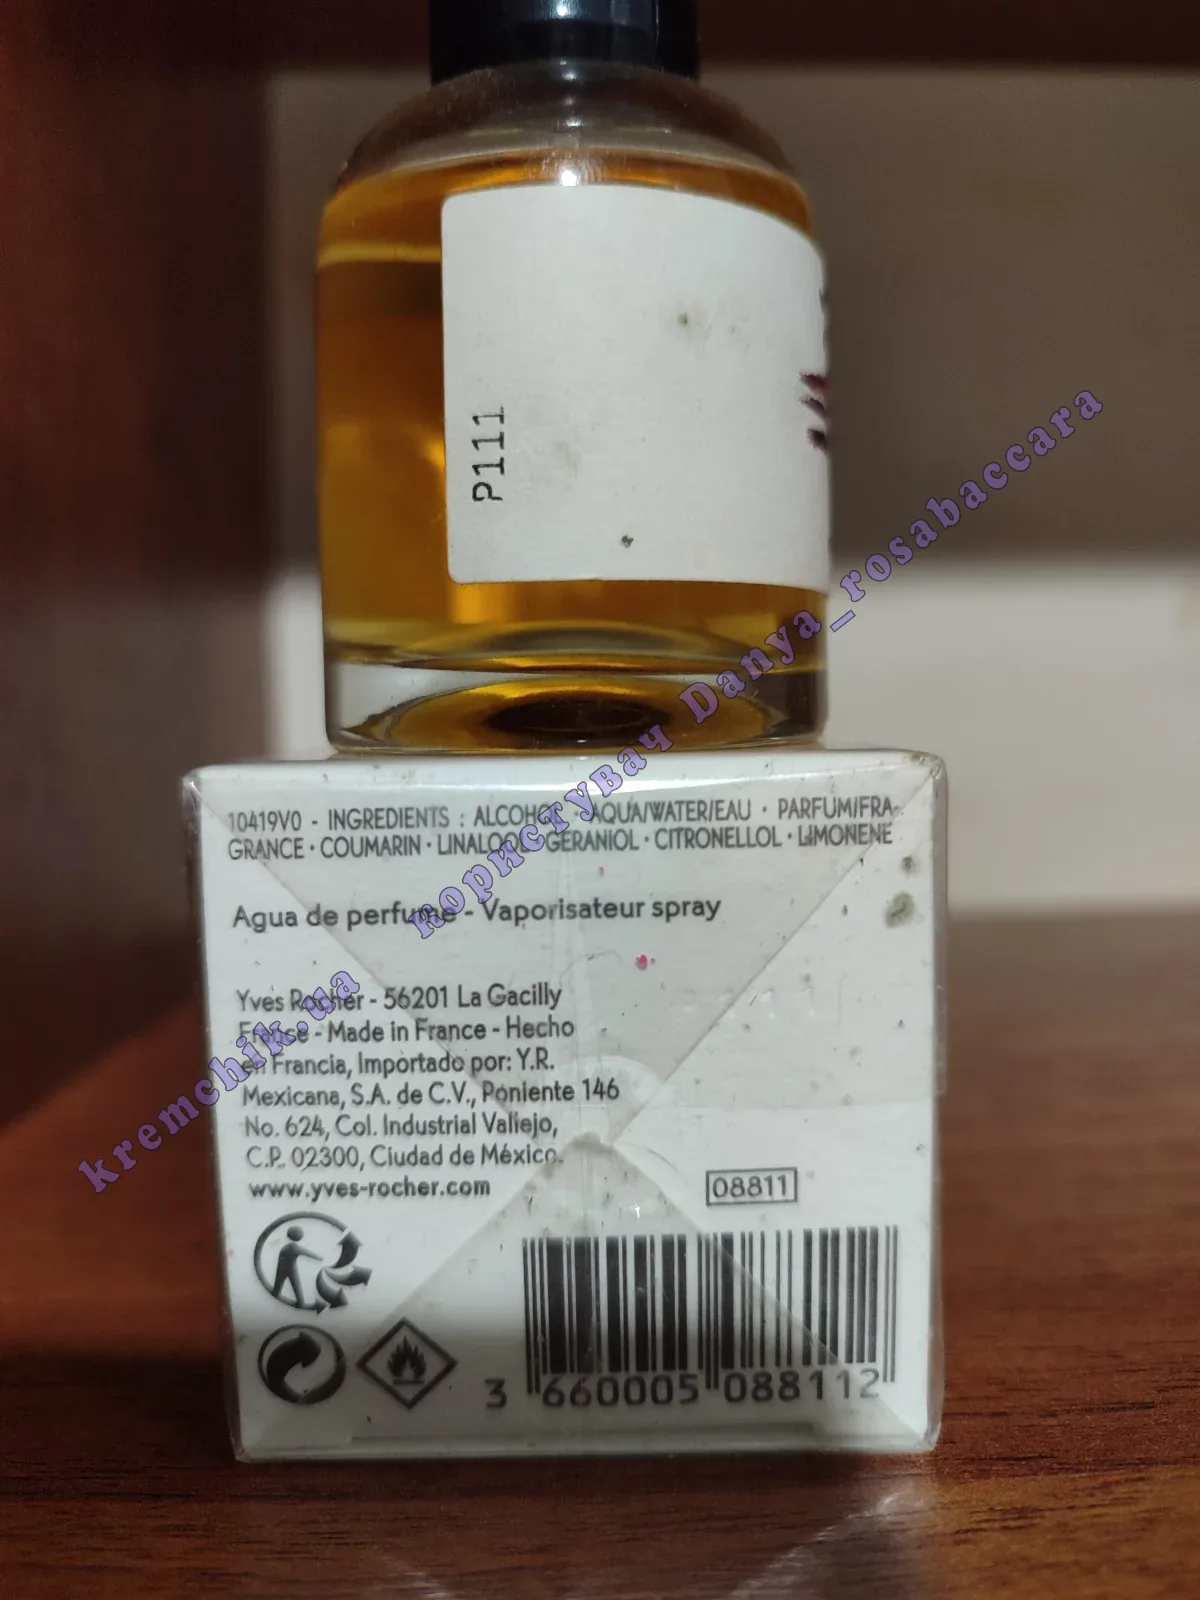 P111
10419V0 - INGREDIENTS : ALCOHOL · AQUA/WATER/EAU · PARFUM/FRA-
GRANCE · COUMARIN · LINALOOL · GERANIOL · CITRONELLOL · LIMONENE
Agua de perfume - Vaporisateur spray
Yves Rocher - 56201 La Gacilly
France - Made in France - Hecho
en Francia, Importado por: Y.R.
Mexicana, S.A. de C.V., Poniente 146
No. 624, Col. Industrial Vallejo,
C.P. 02300, Ciudad de México.
www.yves-rocher.com
08811
3 660005 088112
kremchik.ua користувач Danya_rosabaccara